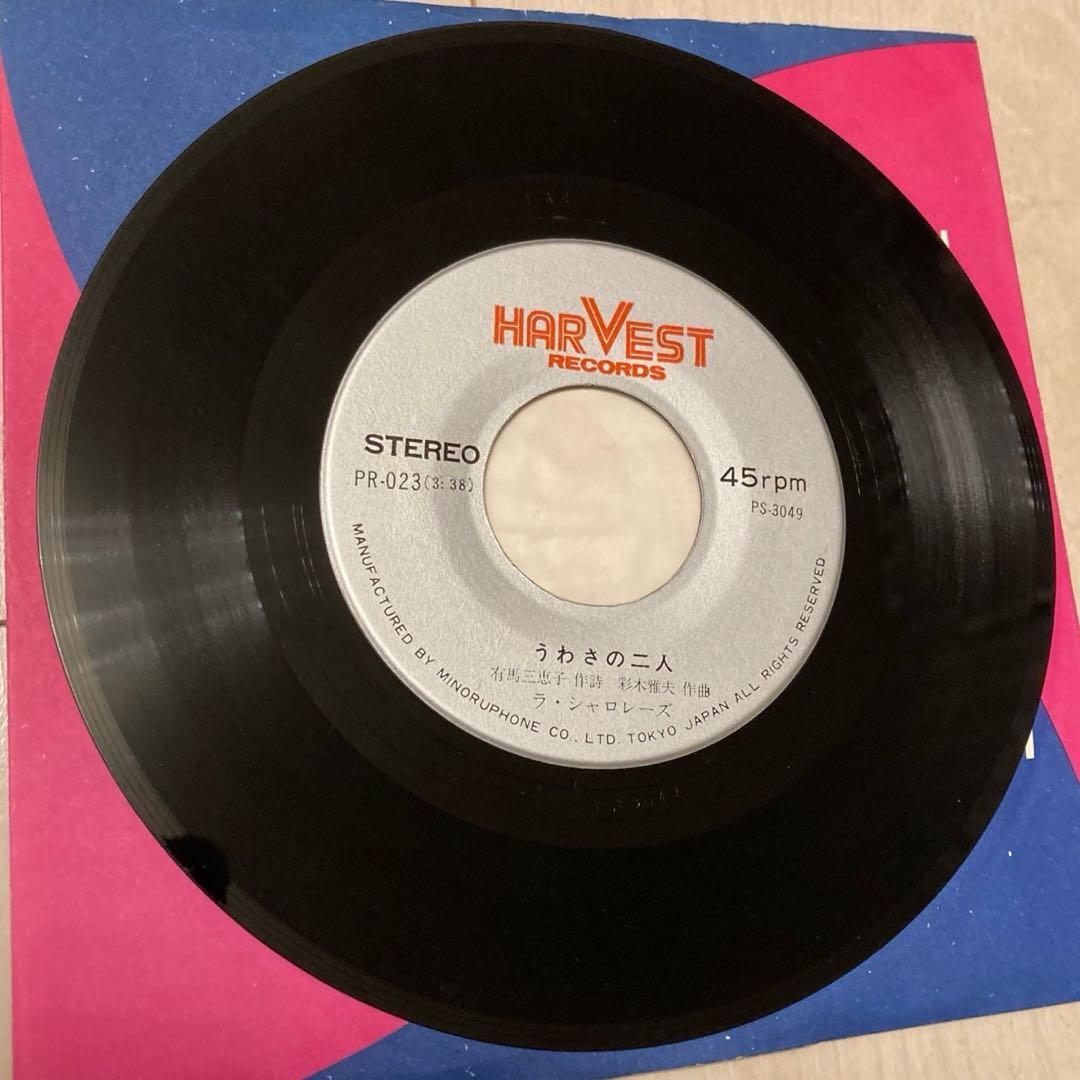 HARVEST
RECORDS
STEREO
PR-023(3:38)
45rpm
PS-3049
うわさの二人
有馬三恵子 作詩 彩木雅夫 作曲
ラ・シャロレーズ
MANUFACTURED BY MINORUPHONE CO., LTD. TOKYO JAPAN ALL RIGHTS RESERVED